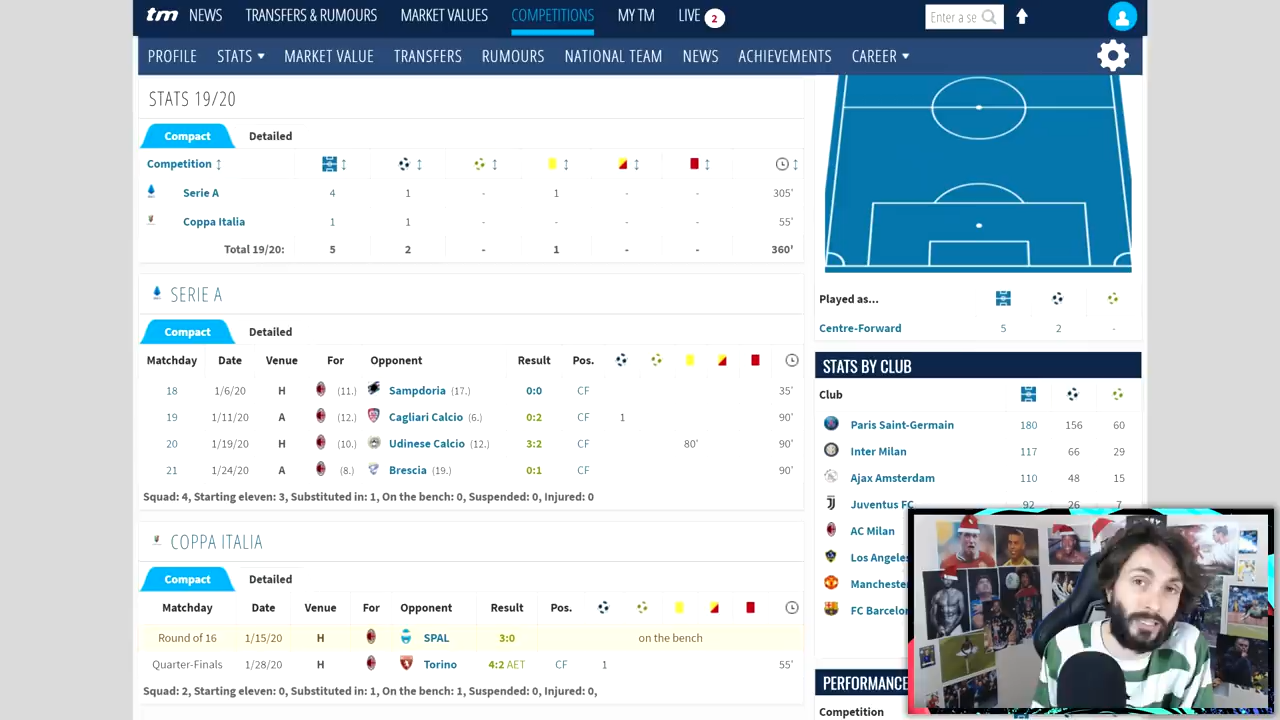 tm NEWS TRANSFERS & RUMOURS MARKET VALUES COMPETITIONS MY TM LIVE 2 Enter a se
PROFILE STATS MARKET VALUE TRANSFERS RUMOURS NATIONAL TEAM NEWS ACHIEVEMENTS CAREER
STATS 19/20
Compact Detailed
Competition
Serie A 4 1 - 1 - - 305'
Coppa Italia 1 1 - - - - 55'
Total 19/20: 5 2 - 1 - - 360'
SERIE A
Compact Detailed
Matchday Date Venue For Opponent Result Pos.
18 1/6/20 H (11.) Sampdoria (17.) 0:0 CF 35'
19 1/11/20 A (12.) Cagliari Calcio (6.) 0:2 CF 1 90'
20 1/19/20 H (10.) Udinese Calcio (12.) 3:2 CF 80' 90'
21 1/24/20 A (8.) Brescia (19.) 0:1 CF 90'
Squad: 4, Starting eleven: 3, Substituted in: 1, On the bench: 0, Suspended: 0, Injured: 0
COPPA ITALIA
Compact Detailed
Matchday Date Venue For Opponent Result Pos.
Round of 16 1/15/20 H SPAL 3:0 on the bench
Quarter-Finals 1/28/20 H Torino 4:2 AET CF 1 55'
Squad: 2, Starting eleven: 0, Substituted in: 1, On the bench: 1, Suspended: 0, Injured: 0,
Played as...
Centre-Forward 5 2 -
STATS BY CLUB
Club
Paris Saint-Germain 180 156 60
Inter Milan 117 66 29
Ajax Amsterdam 110 48 15
Juventus FC 92 26 7
AC Milan
Los Angeles
Manchester
FC Barcelon
PERFORMANCE
Competition